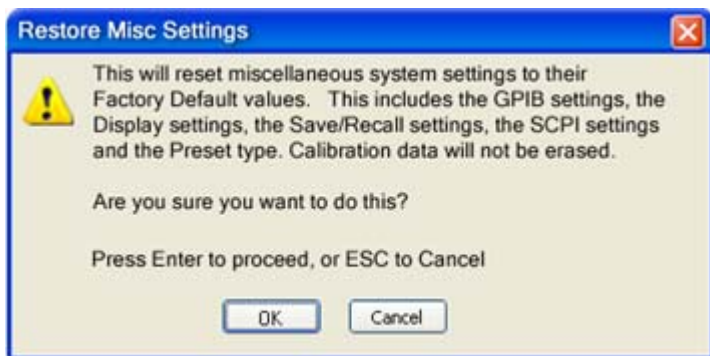 Restore Misc Settings
This will reset miscellaneous system settings to their
Factory Default values.   This includes the GPIB settings, the
Display settings, the Save/Recall settings, the SCPI settings
and the Preset type. Calibration data will not be erased.
Are you sure you want to do this?
Press Enter to proceed, or ESC to Cancel
OK
Cancel